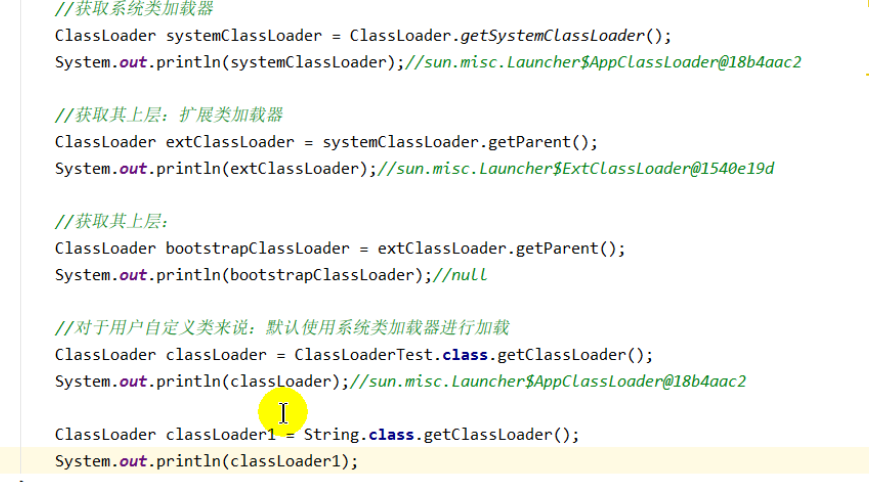 //获取系统类加载器
ClassLoader systemClassLoader = ClassLoader.getSystemClassLoader();
System.out.println(systemClassLoader);//sun.misc.Launcher$AppClassLoader@18b4aac2
//获取其上层：扩展类加载器
ClassLoader extClassLoader = systemClassLoader.getParent();
System.out.println(extClassLoader);//sun.misc.Launcher$ExtClassLoader@1540e19d
//获取其上层：
ClassLoader bootstrapClassLoader = extClassLoader.getParent();
System.out.println(bootstrapClassLoader);//null
//对于用户自定义类来说：默认使用系统类加载器进行加载
ClassLoader classLoader = ClassLoaderTest.class.getClassLoader();
System.out.println(classLoader);//sun.misc.Launcher$AppClassLoader@18b4aac2
ClassLoader classLoader1 = String.class.getClassLoader();
System.out.println(classLoader1);